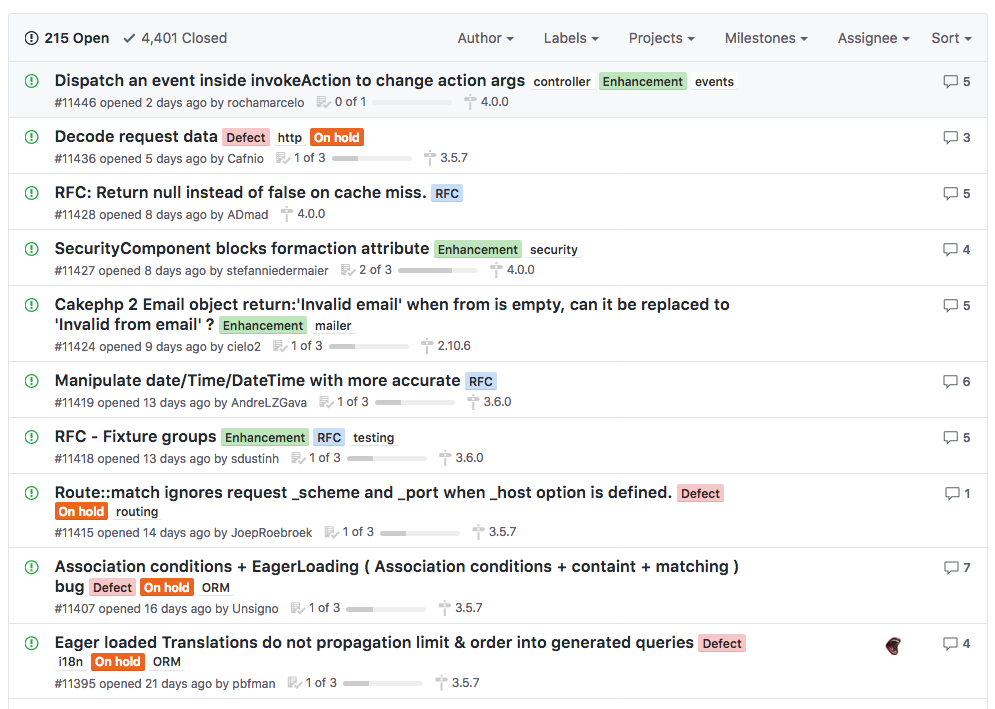 215 Open 4,401 Closed Author Labels Projects Milestones Assignee Sort
Dispatch an event inside invokeAction to change action args controller Enhancement events 5
#11446 opened 2 days ago by rochamarcelo 0 of 1 4.0.0
Decode request data Defect http On hold 3
#11436 opened 5 days ago by Cafnio 1 of 3 3.5.7
RFC: Return null instead of false on cache miss. RFC 5
#11428 opened 8 days ago by ADmad 4.0.0
SecurityComponent blocks formaction attribute Enhancement security 4
#11427 opened 8 days ago by stefanniedermaier 2 of 3 4.0.0
Cakephp 2 Email object return:'Invalid email' when from is empty, can it be replaced to 5
'Invalid from email' ? Enhancement mailer
#11424 opened 9 days ago by cielo2 1 of 3 2.10.6
Manipulate date/Time/DateTime with more accurate RFC 6
#11419 opened 13 days ago by AndreLZGava 1 of 3 3.6.0
RFC - Fixture groups Enhancement RFC testing 5
#11418 opened 13 days ago by sdustinh 1 of 3 3.6.0
Route::match ignores request _scheme and _port when _host option is defined. Defect 1
On hold routing
#11415 opened 14 days ago by JoepRoebroek 1 of 3 3.5.7
Association conditions + EagerLoading ( Association conditions + containt + matching ) 7
bug Defect On hold ORM
#11407 opened 16 days ago by Unsigno 1 of 3 3.5.7
Eager loaded Translations do not propagation limit & order into generated queries Defect 4
i18n On hold ORM
#11395 opened 21 days ago by pbfman 1 of 3 3.5.7